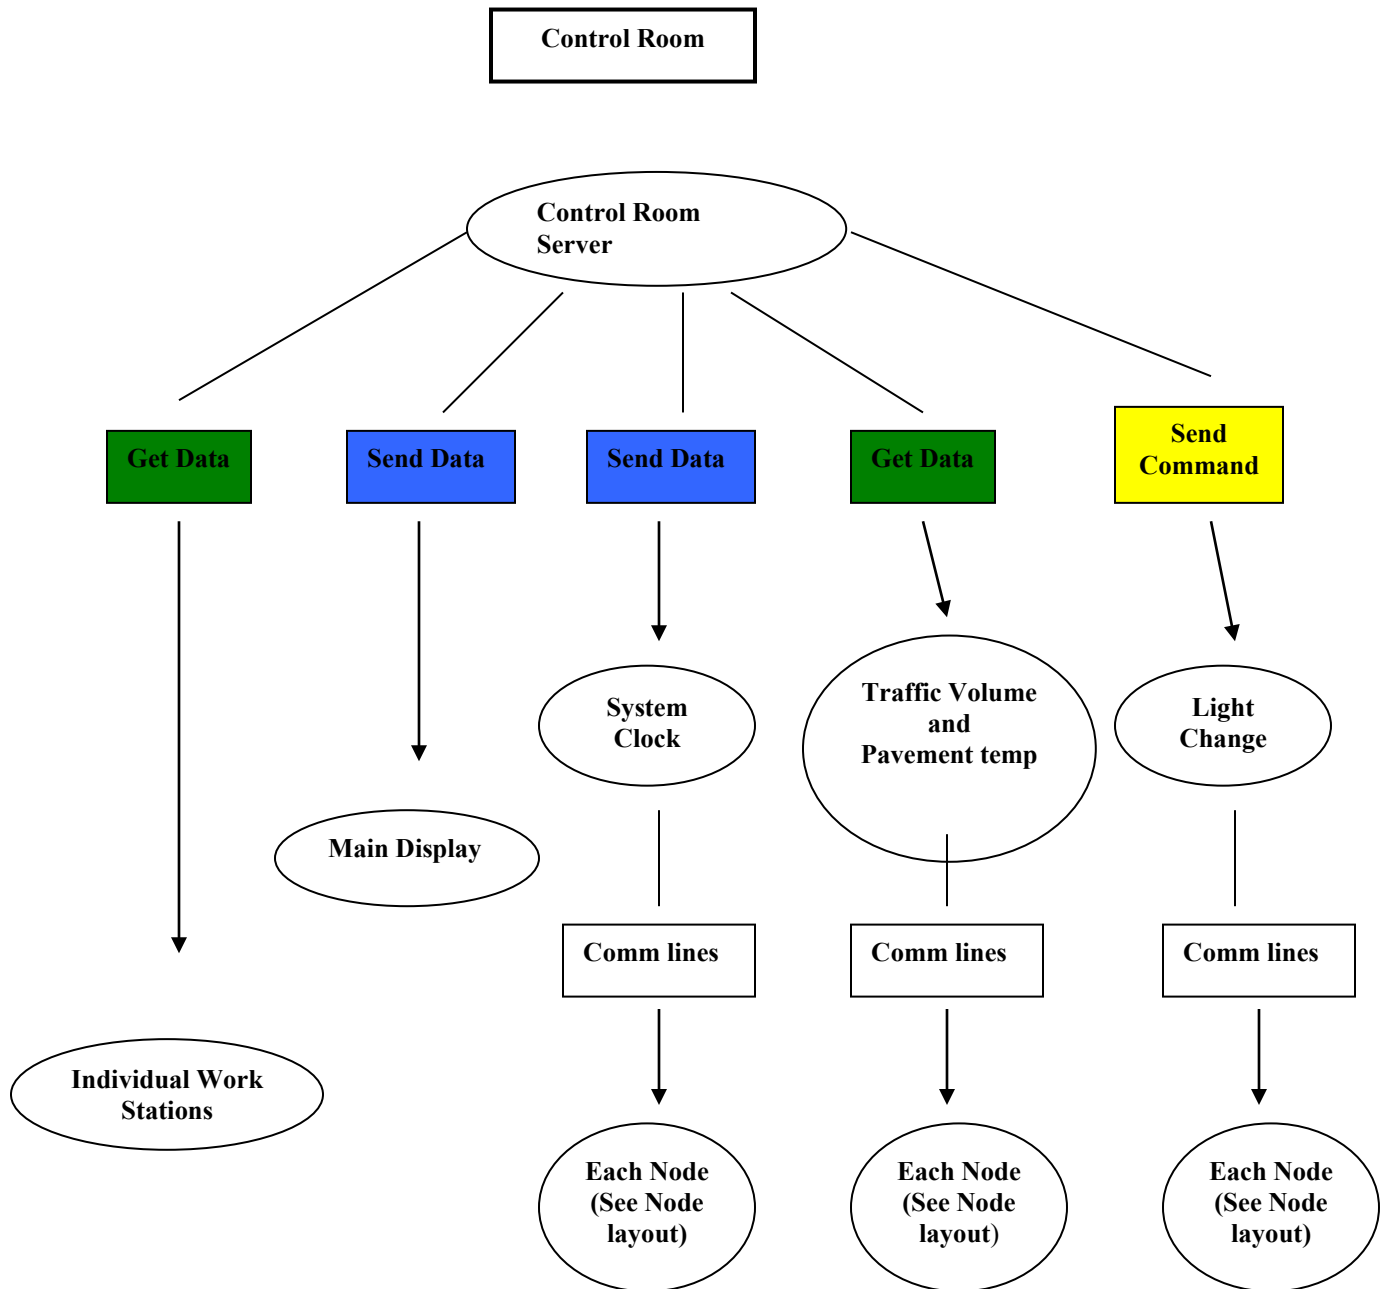 Control Room
Control Room
Server
Get Data
Send Data
Send Data
Get Data
Send
Command
System
Clock
Traffic Volume
and
Pavement temp
Light
Change
Main Display
Comm lines
Comm lines
Comm lines
Individual Work
Stations
Each Node
(See Node
layout)
Each Node
(See Node
layout)
Each Node
(See Node
layout)